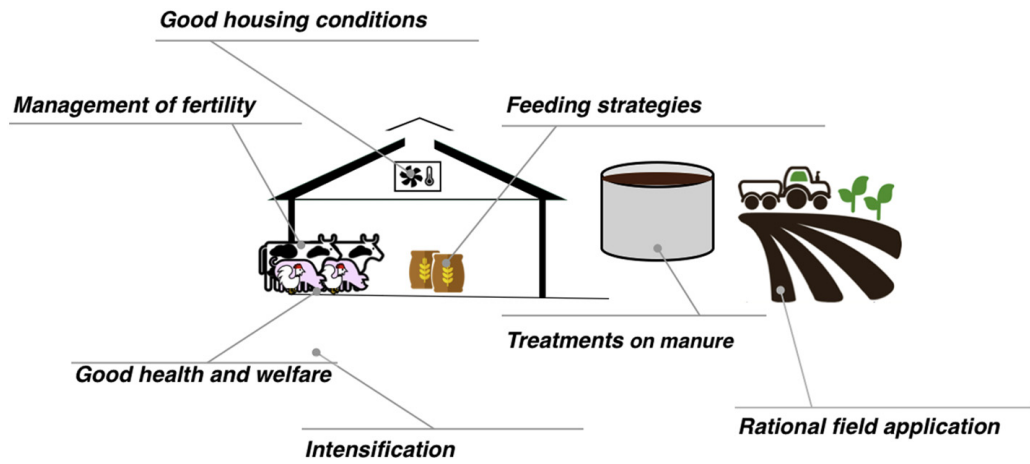 Good housing conditions
Management of fertility
Feeding strategies
Treatments on manure
Good health and welfare
Rational field application
Intensification